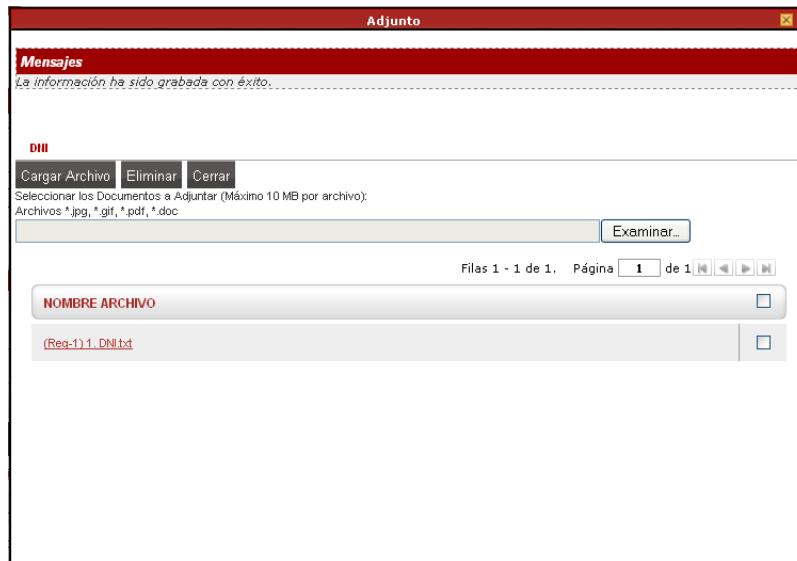 Adjunto
Mensajes
La información ha sido grabada con éxito.
DNI
Cargar Archivo Eliminar Cerrar
Seleccionar los Documentos a Adjuntar (Máximo 10 MB por archivo):
Archivos *.jpg, *.gif, *.pdf, *.doc
Examinar...
Filas 1 - 1 de 1. Página 1 de 1
NOMBRE ARCHIVO
(Req-1) 1. DNI.txt